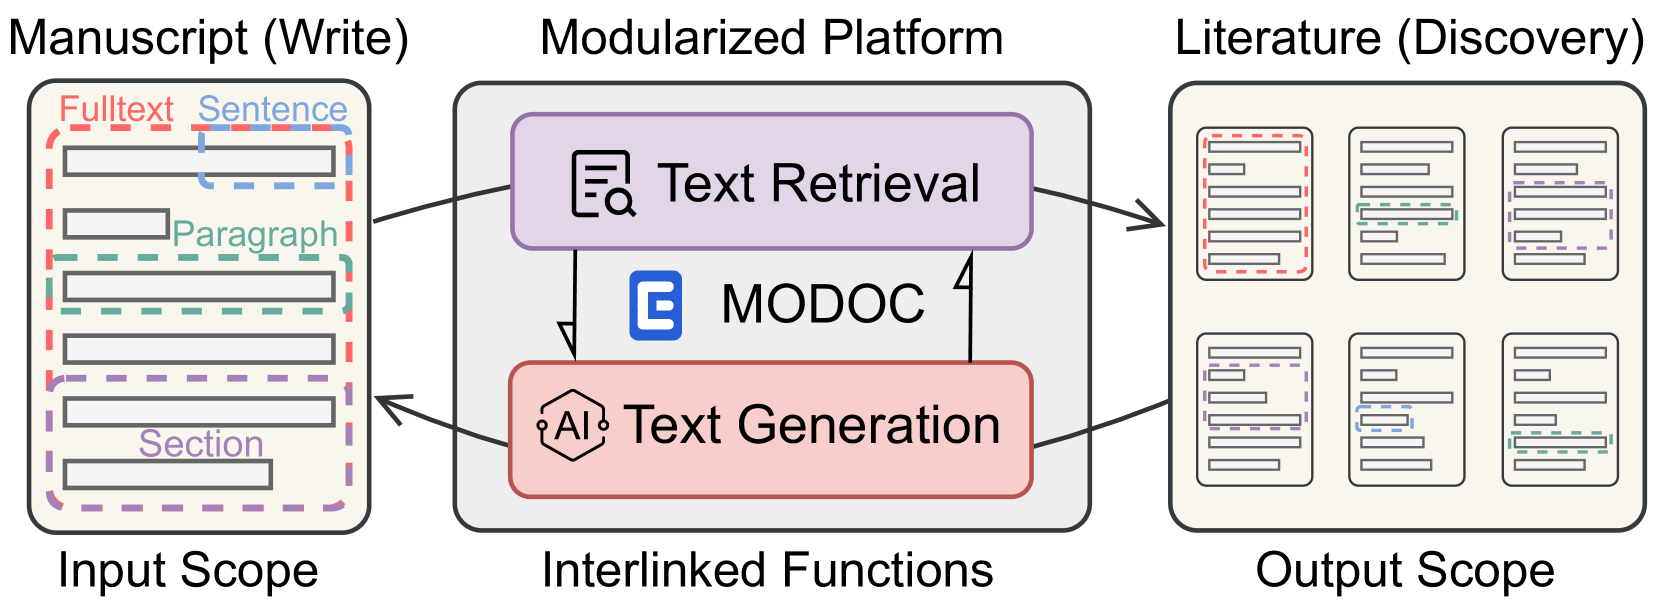 Manuscript (Write)
Modularized Platform
Literature (Discovery)
Fulltext
Sentence
Paragraph
Section
Text Retrieval
MODOC
AI
Text Generation
Input Scope
Interlinked Functions
Output Scope